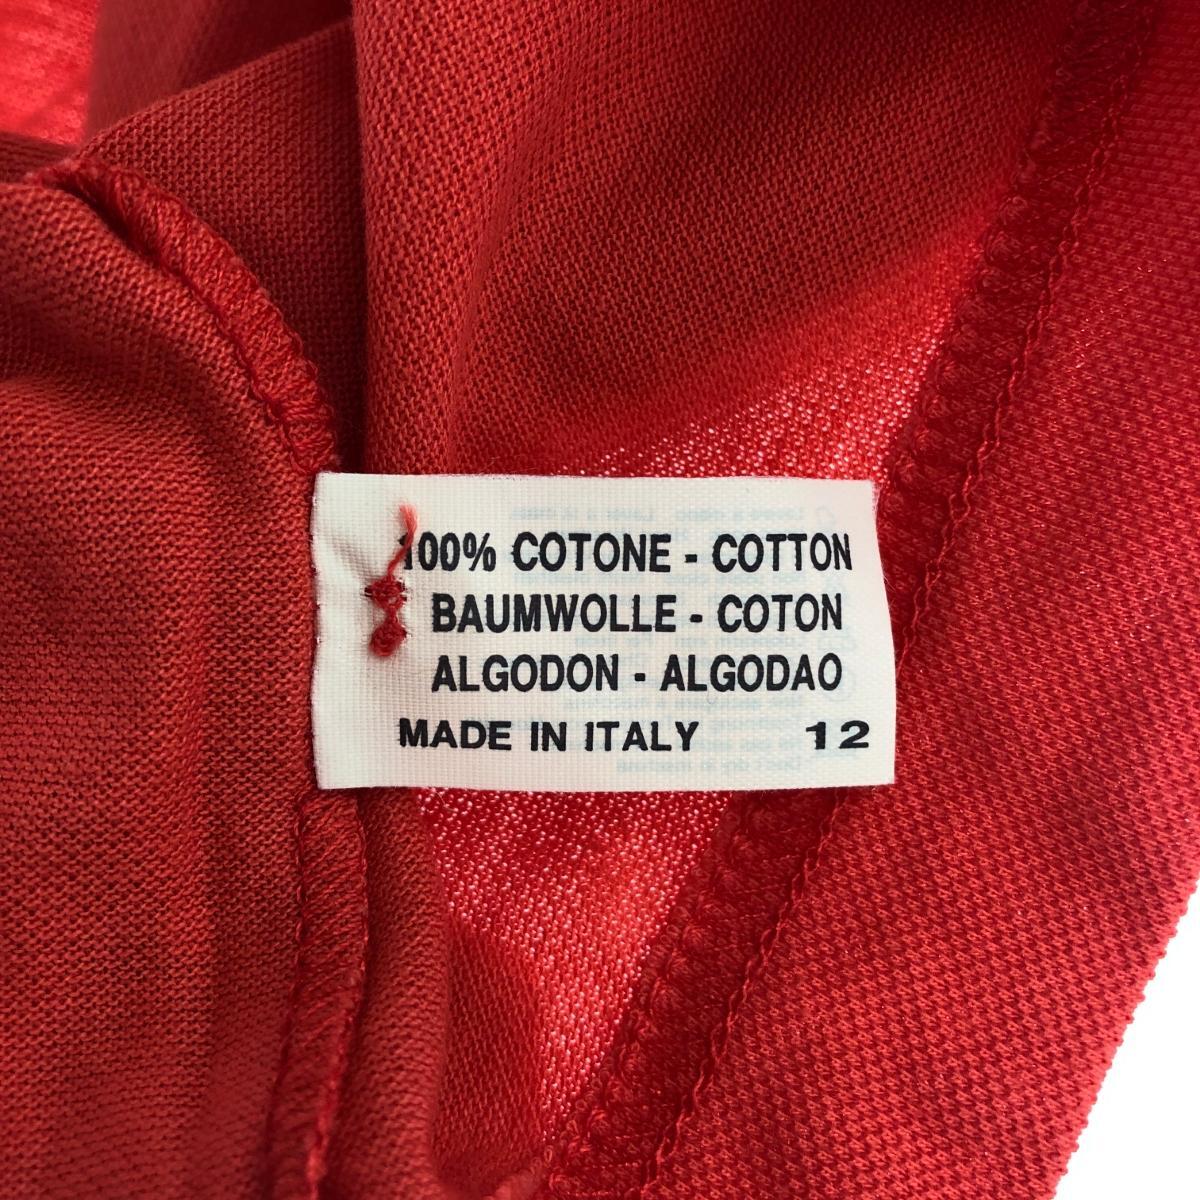 100% COTONE - COTTON
BAUMWOLLE - COTON
ALGODON - ALGODAO
MADE IN ITALY 12